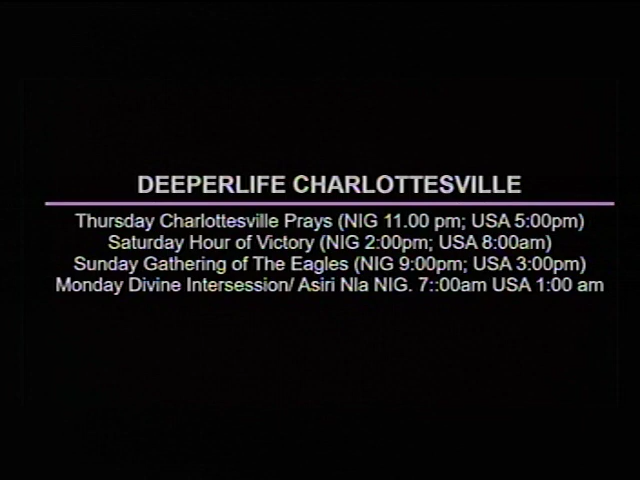 DEEPERLIFE CHARLOTTESVILLE
Thursday Charlottesville Prays (NIG 11.00 pm; USA 5:00pm)
Saturday Hour of Victory (NIG 2:00pm; USA 8:00am)
Sunday Gathering of The Eagles (NIG 9:00pm; USA 3:00pm)
Monday Divine Intersession/ Asiri Nla NIG. 7::00am USA 1:00 am